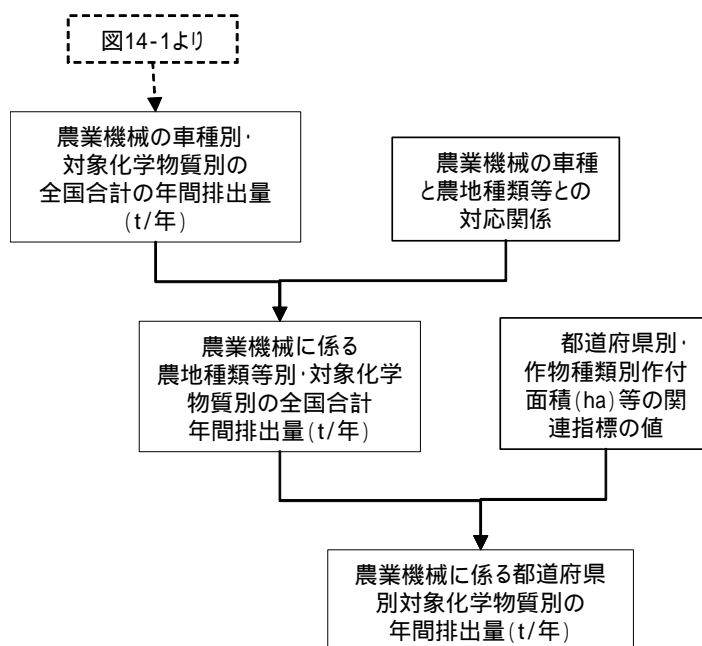 図14-1より
農業機械の車種別・
対象化学物質別の
全国合計の年間排出量
(t/年)
農業機械の車種
と農地種類等との
対応関係
農業機械に係る
農地種類等別・対象化学
物質別の全国合計
年間排出量(t/年)
都道府県別・
作物種類別作付
面積(ha)等の関
連指標の値
農業機械に係る都道府県
別対象化学物質別の
年間排出量(t/年)